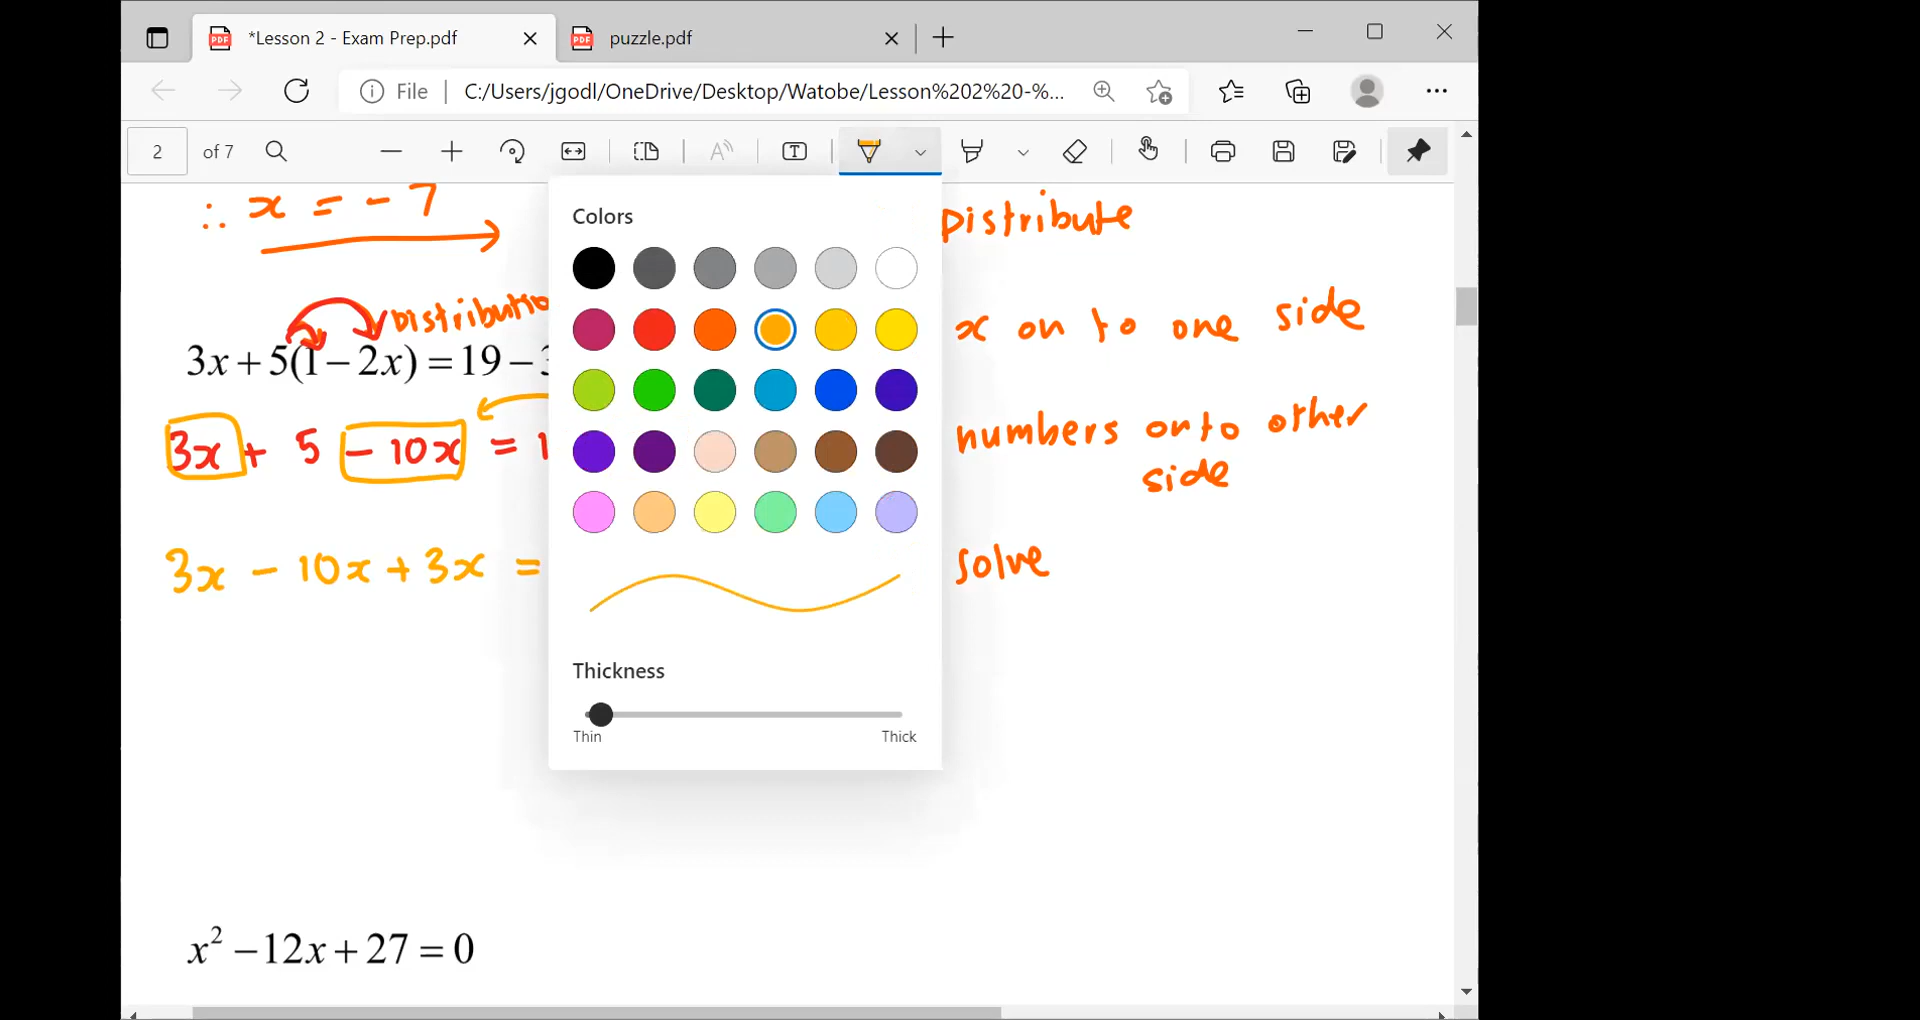 *Lesson 2 - Exam Prep.pdf
puzzle.pdf
File
C:/Users/jgodl/OneDrive/Desktop/Watobe/Lesson%202%20-%...
2 of 7
∴ x = - 7
Distribute
Colors
Distributio
x on to one side
3x + 5(1 − 2x) = 19 − 3
3x + 5 - 10x = 1
numbers onto other
side
3x - 10x + 3x =
solve
Thickness
Thin
Thick
x² − 12x + 27 = 0